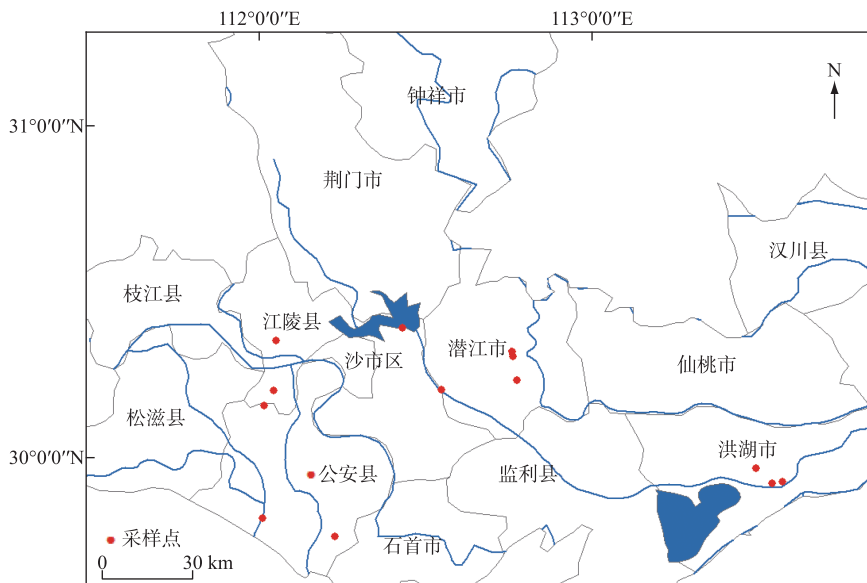 112°0′0″E
113°0′0″E
N
钟祥市
31°0′0″N
荆门市
汉川县
枝江县
江陵县
沙市区
潜江市
仙桃市
松滋县
洪湖市
30°0′0″N
公安县
监利县
采样点
石首市
0
30 km